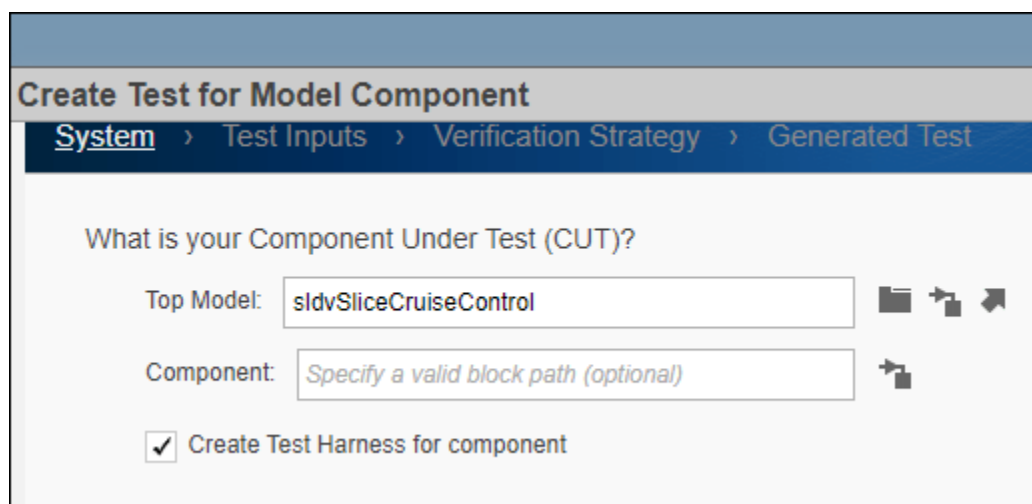 Create Test for Model Component
System › Test Inputs › Verification Strategy › Generated Test
What is your Component Under Test (CUT)?
Top Model: sldvSliceCruiseControl
Component: Specify a valid block path (optional)
Create Test Harness for component